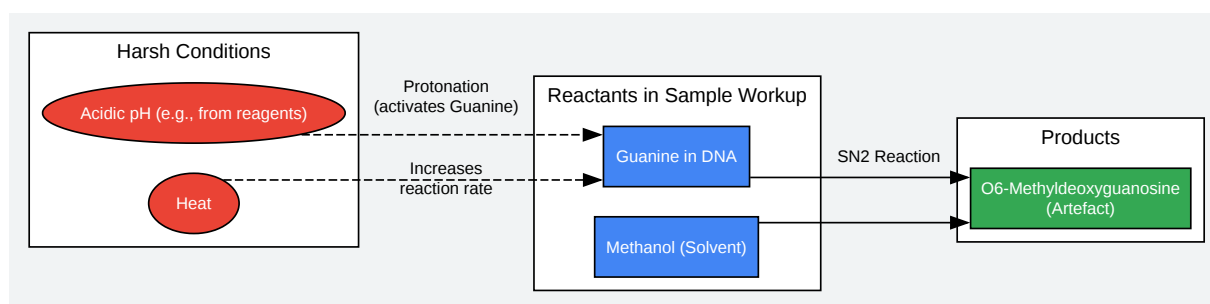 Harsh Conditions
Acidic pH (e.g., from reagents)
Heat
Protonation
(activates Guanine)
Increases
reaction rate
Reactants in Sample Workup
Guanine in DNA
Methanol (Solvent)
SN2 Reaction
Products
O6-Methyldeoxyguanosine
(Artefact)